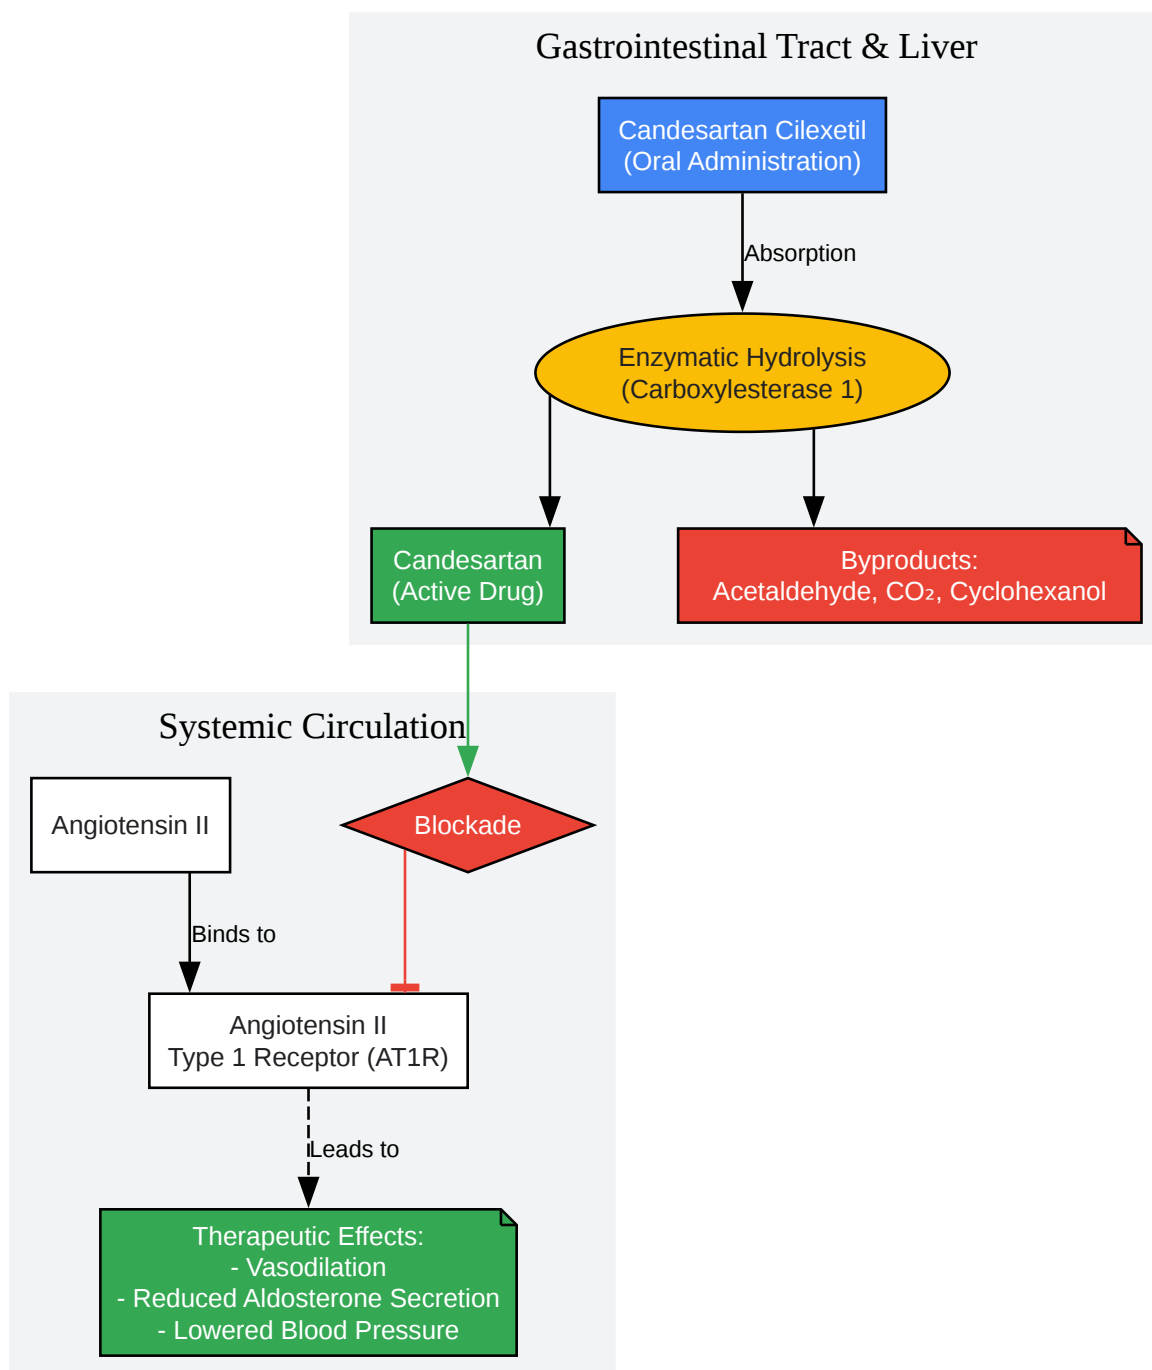 Gastrointestinal Tract & Liver
Candesartan Cilexetil
(Oral Administration)
Absorption
Enzymatic Hydrolysis
(Carboxylesterase 1)
Candesartan
(Active Drug)
Byproducts:
Acetaldehyde, CO₂, Cyclohexanol
Systemic Circulation
Angiotensin II
Blockade
Binds to
Angiotensin II
Type 1 Receptor (AT1R)
Leads to
Therapeutic Effects:
- Vasodilation
- Reduced Aldosterone Secretion
- Lowered Blood Pressure